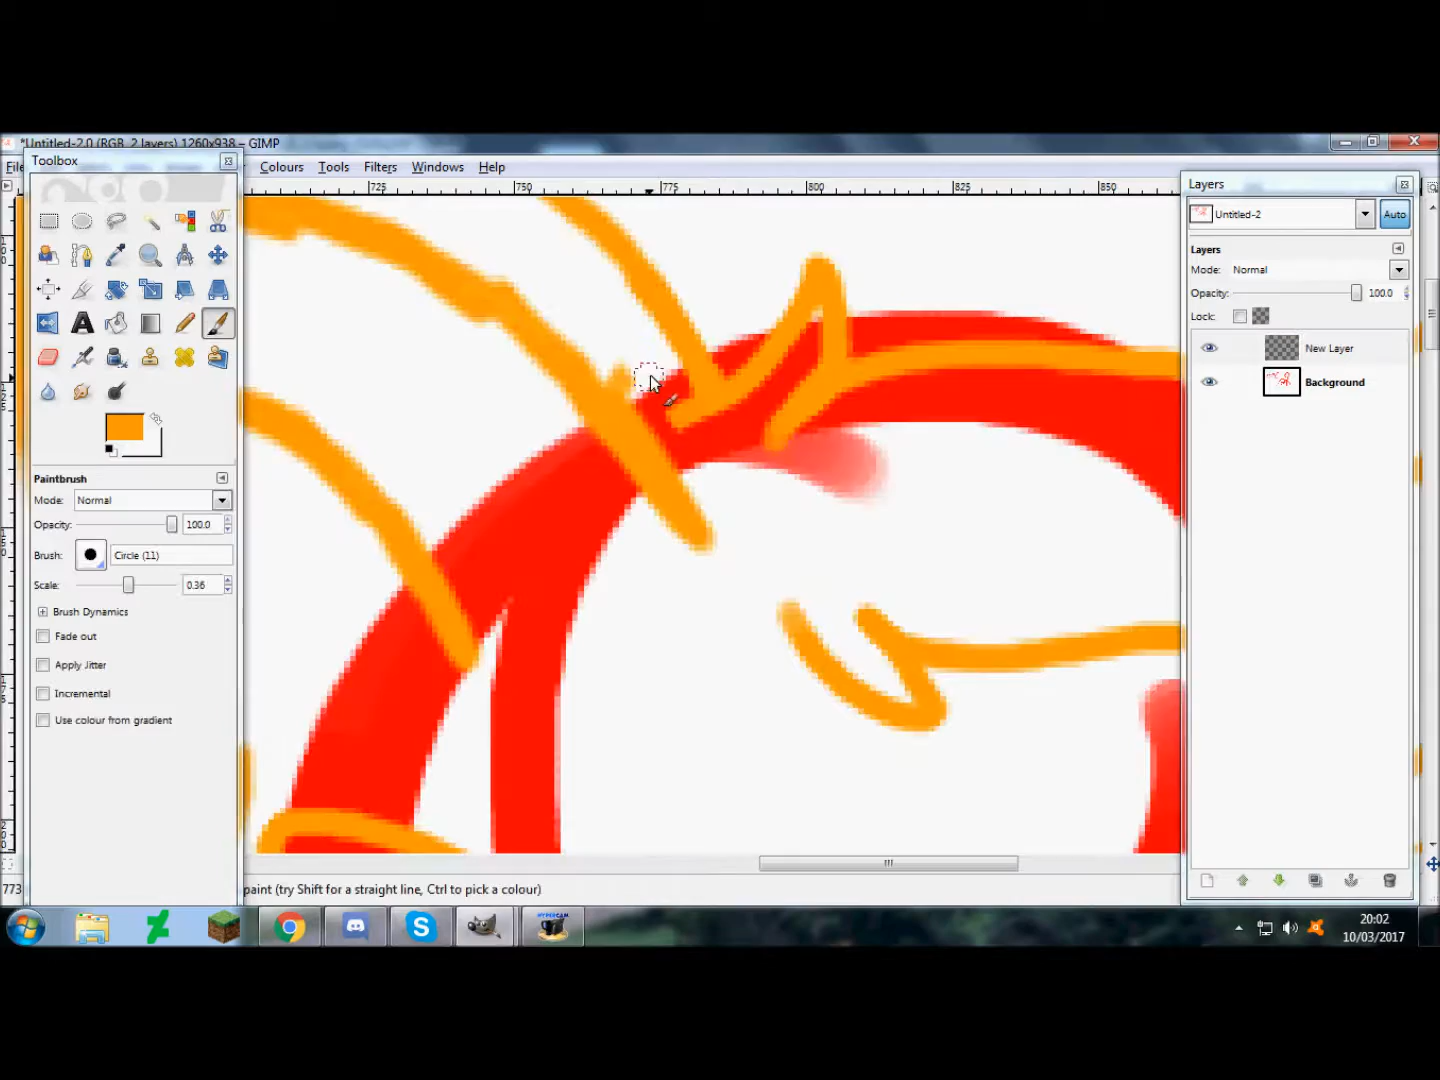 *Untitled-2.0 (RGB, 2 layers) 1260x938 – GIMP
Toolbox
File
Colours Tools Filters Windows Help
725 750 775 800 825 850
Layers
Untitled-2 Auto
Layers
Mode: Normal
Opacity: 100.0
Lock:
New Layer
Background
Paintbrush
Mode: Normal
Opacity: 100.0
Brush: Circle (11)
Scale: 0.36
Brush Dynamics
Fade out
Apply Jitter
Incremental
Use colour from gradient
773
paint (try Shift for a straight line, Ctrl to pick a colour)
HYPERCAM
20:02
10/03/2017